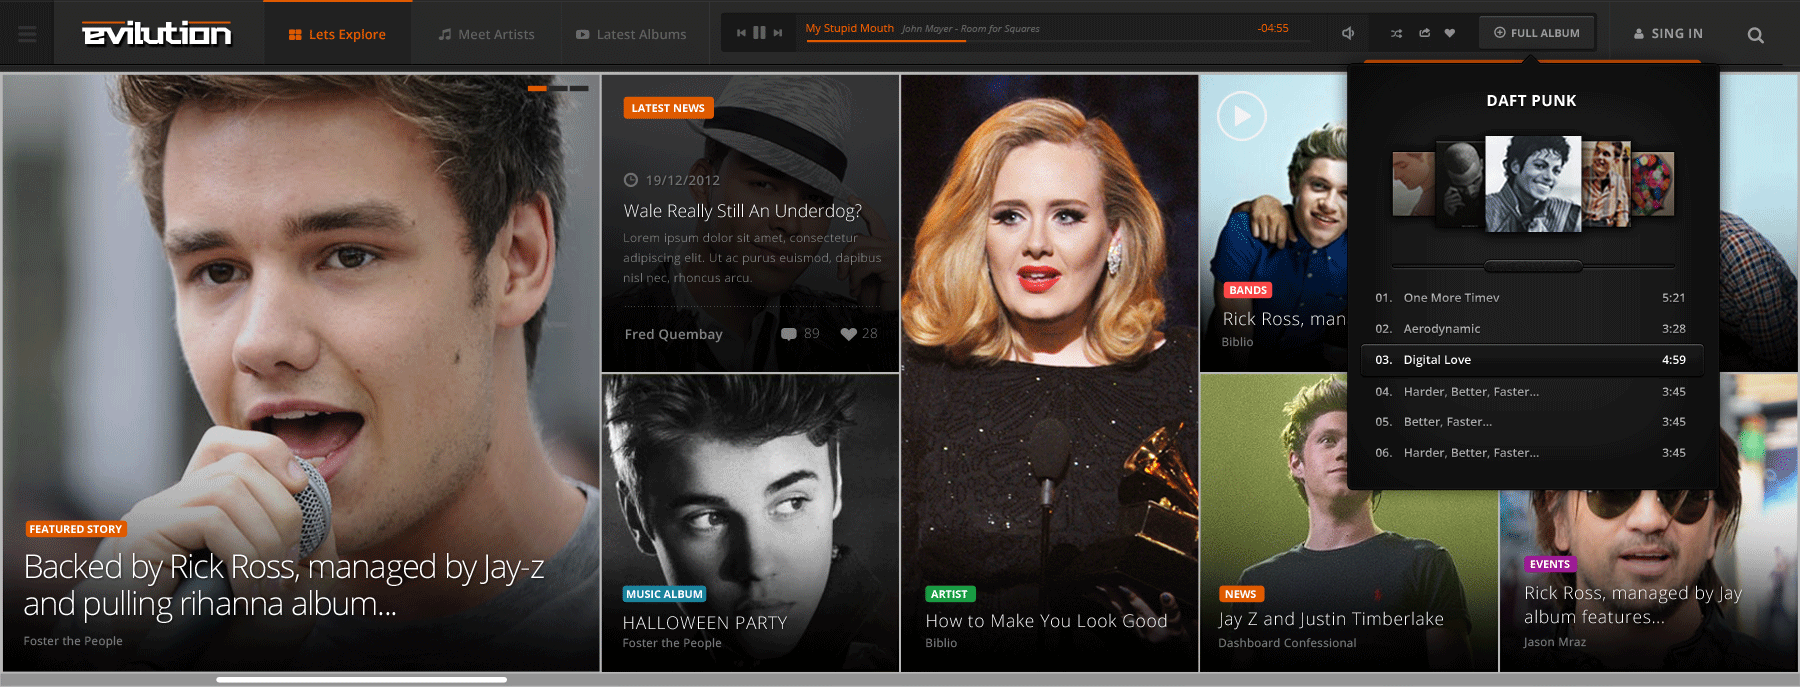 evilution
Lets Explore
Meet Artists
Latest Albums
My Stupid Mouth John Mayer - Room for Squares
-04:55
FULL ALBUM
SING IN
FEATURED STORY
Backed by Rick Ross, managed by Jay-z
and pulling rihanna album...
Foster the People
LATEST NEWS
19/12/2012
Wale Really Still An Underdog?
Lorem ipsum dolor sit amet, consectetur
adipiscing elit. Ut ac purus euismod, dapibus
nisl nec, rhoncus arcu.
Fred Quembay 89 28
MUSIC ALBUM
HALLOWEEN PARTY
Foster the People
ARTIST
How to Make You Look Good
Biblio
BANDS
Rick Ross, man
Biblio
NEWS
Jay Z and Justin Timberlake
Dashboard Confessional
DAFT PUNK
01. One More Timev 5:21
02. Aerodynamic 3:28
03. Digital Love 4:59
04. Harder, Better, Faster... 3:45
05. Better, Faster... 3:45
06. Harder, Better, Faster... 3:45
EVENTS
Rick Ross, managed by Jay
album features...
Jason Mraz